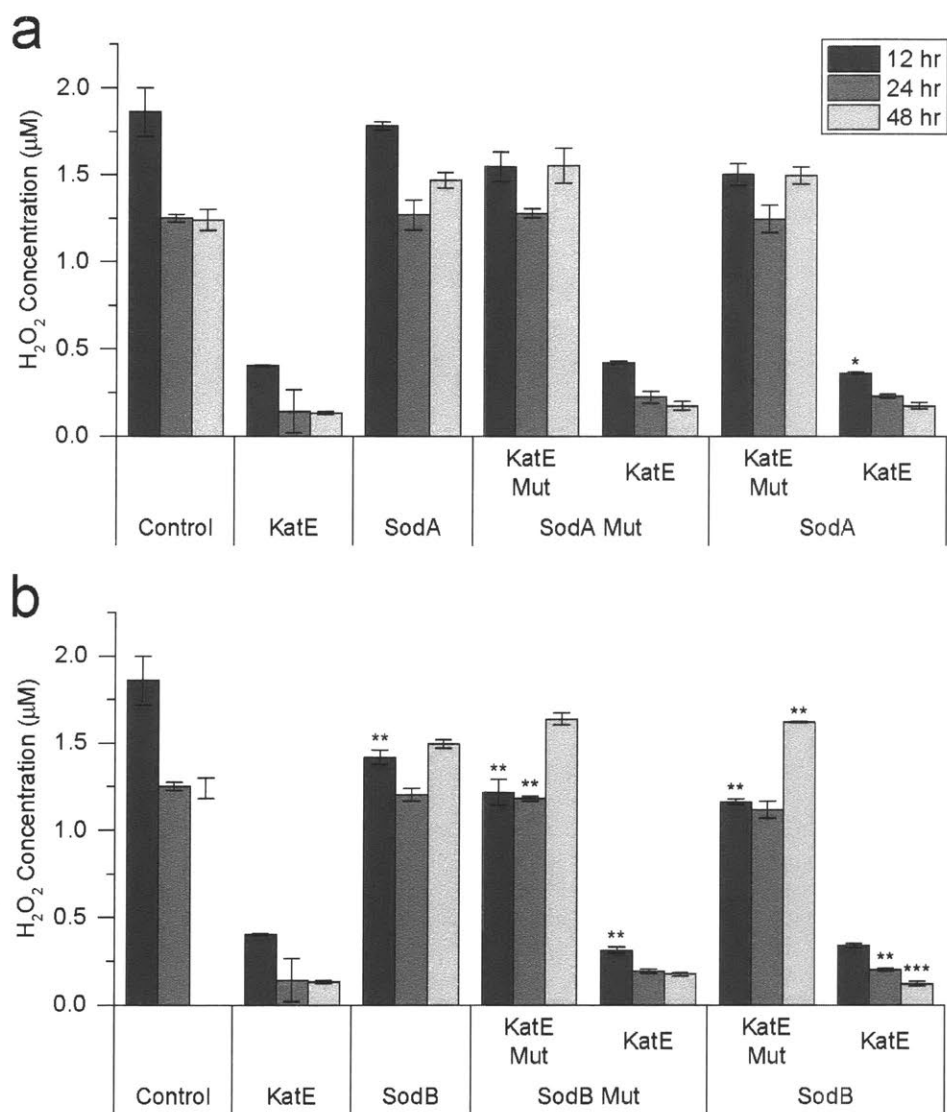 a
12 hr
24 hr
48 hr
H₂O₂ Concentration (µM)
2.0
1.5
1.0
0.5
0.0
*
KatE Mut
KatE
KatE Mut
KatE
Control
KatE
SodA
SodA Mut
SodA
b
H₂O₂ Concentration (µM)
2.0
1.5
1.0
0.5
0.0
**
**
**
**
**
**
**
***
KatE Mut
KatE
KatE Mut
KatE
Control
KatE
SodB
SodB Mut
SodB